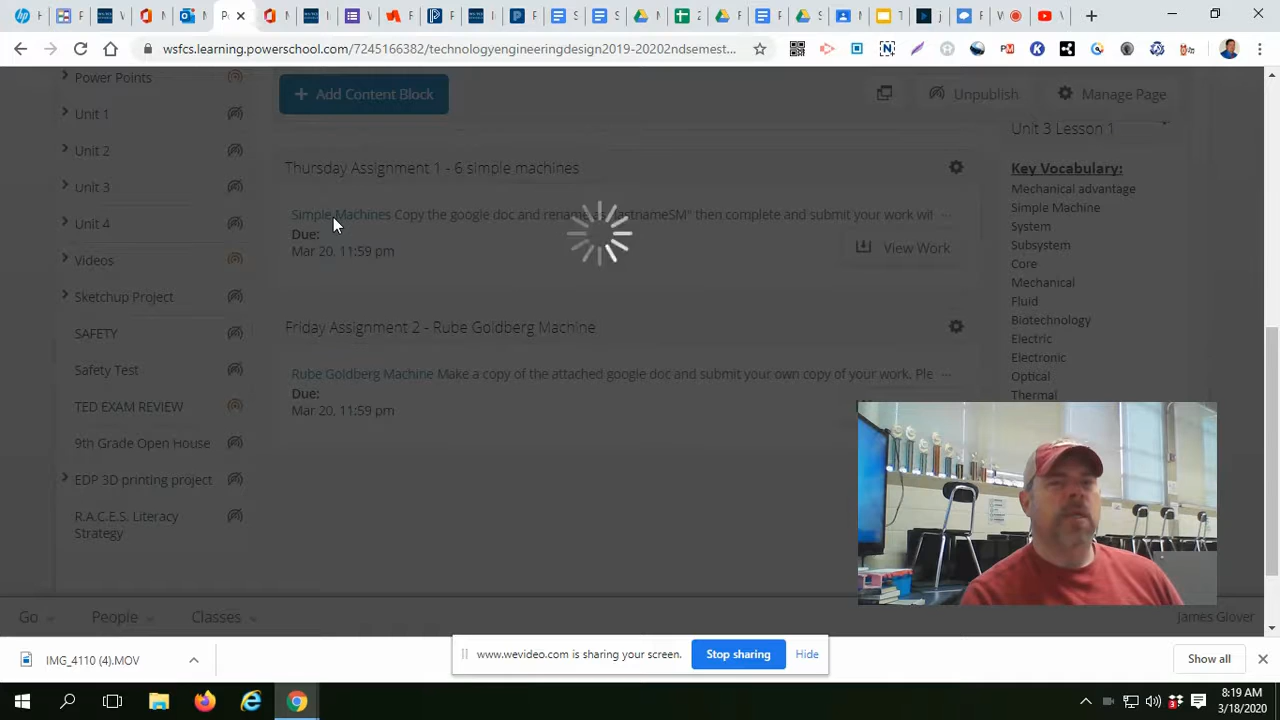 wsfcs.learning.powerschool.com/7245166382/technologyengineeringdesign2019-20202ndsemest...
Power Points
Unit 1
Unit 2
Unit 3
Unit 4
Videos
Sketchup Project
SAFETY
Safety Test
TED EXAM REVIEW
9th Grade Open House
EDP 3D printing project
R.A.C.E.S. Literacy
Strategy
+ Add Content Block
Unpublish
Manage Page
Thursday Assignment 1 - 6 simple machines
Simple Machines Copy the google doc and rename as "lastnameSM" then complete and submit your work wit ...
Due:
Mar 20, 11:59 pm
View Work
Friday Assignment 2 - Rube Goldberg Machine
Rube Goldberg Machine Make a copy of the attached google doc and submit your own copy of your work. Ple ...
Due:
Mar 20, 11:59 pm
Unit 3 Lesson 1
Key Vocabulary:
Mechanical advantage
Simple Machine
System
Subsystem
Core
Mechanical
Fluid
Biotechnology
Electric
Electronic
Optical
Thermal
Go
People
Classes
James Glover
IMG_4110 (4).MOV
www.wevideo.com is sharing your screen.
Stop sharing
Hide
Show all
8:19 AM
3/18/2020